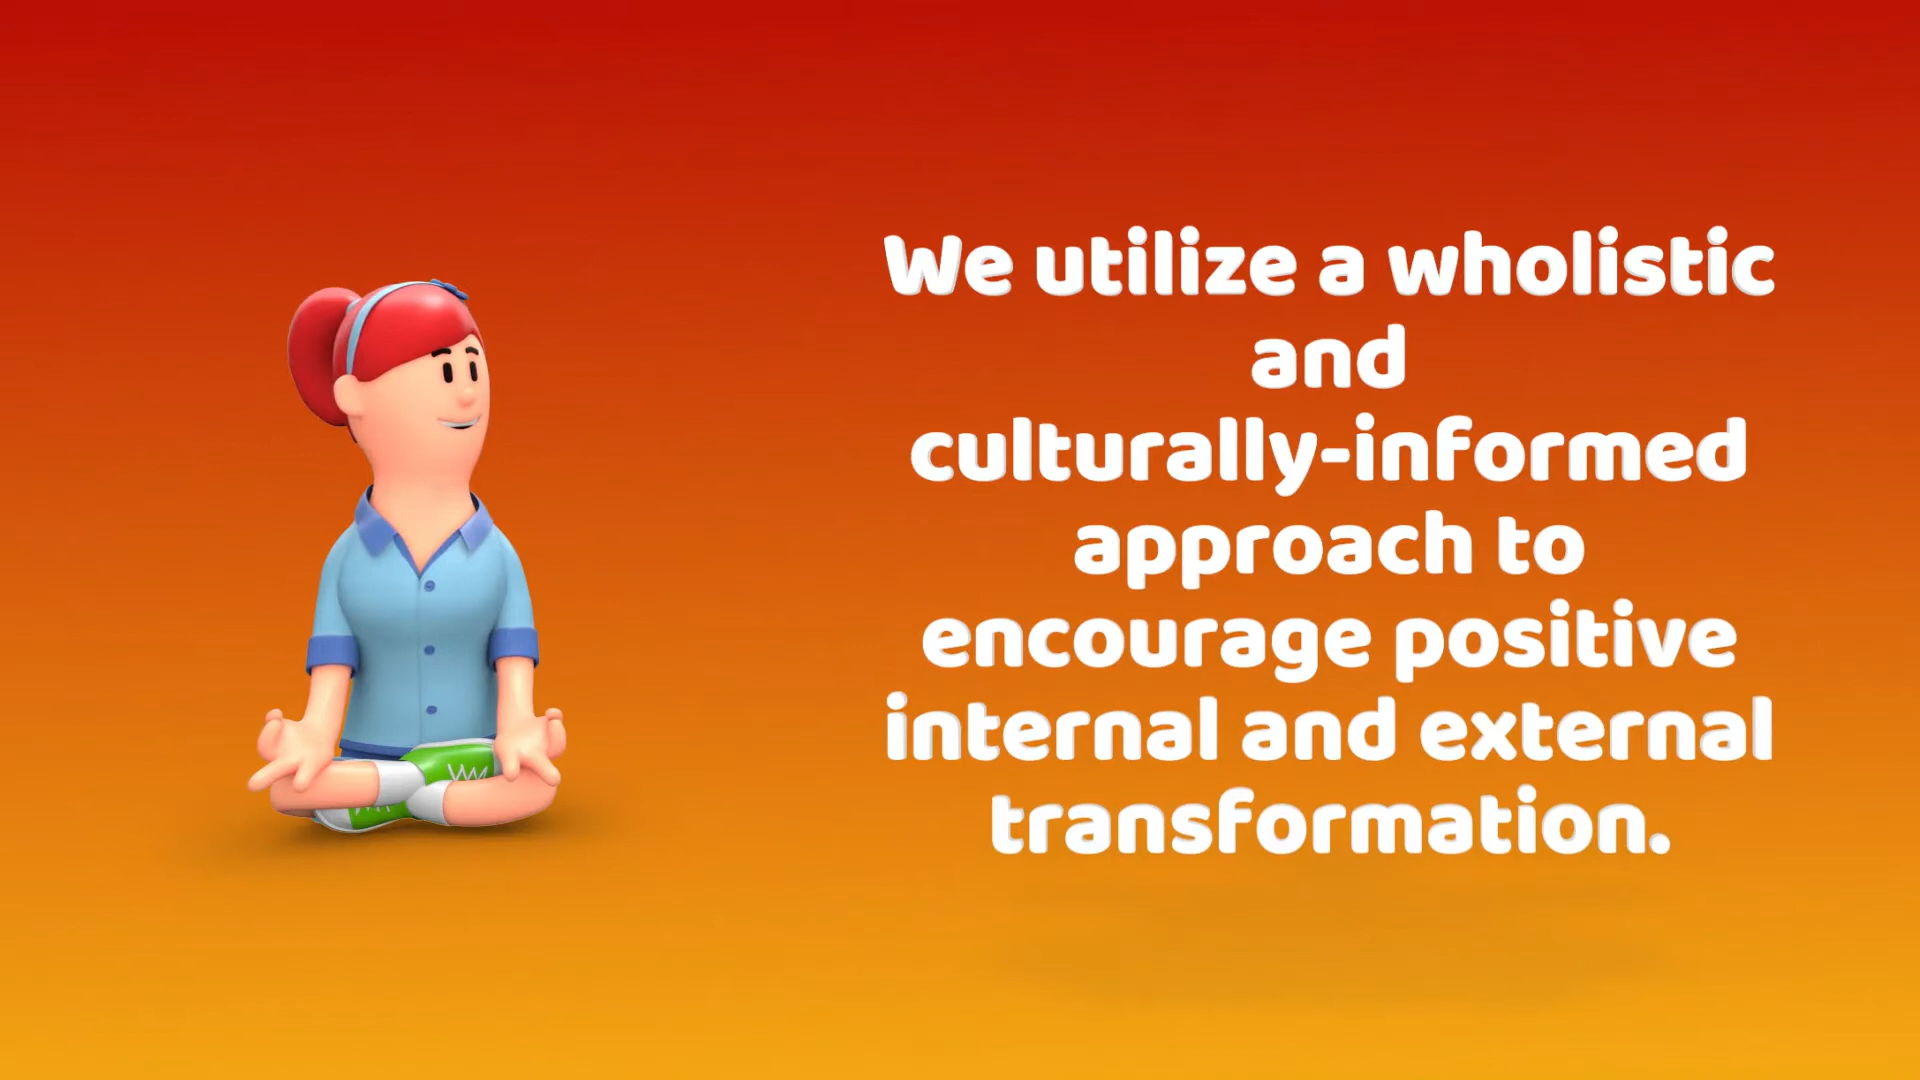 We utilize a wholistic
and
culturally-informed
approach to
encourage positive
internal and external
transformation.